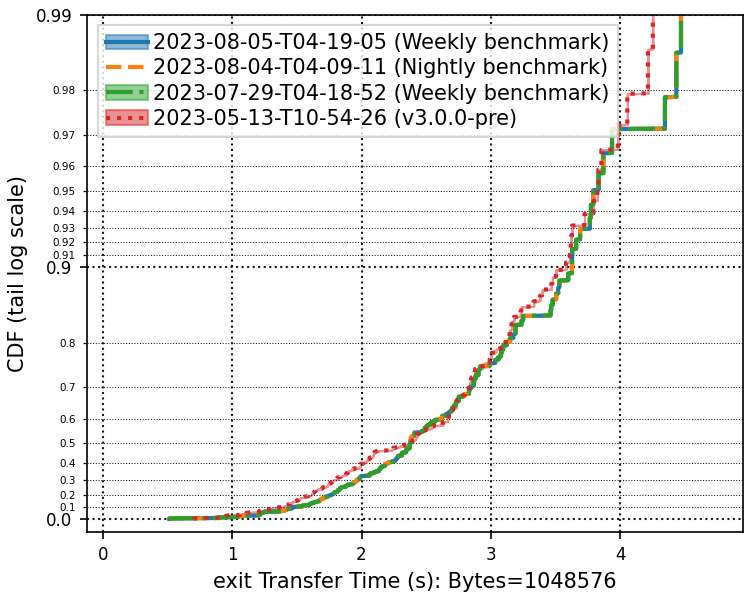 0.99
2023-08-05-T04-19-05 (Weekly benchmark)
2023-08-04-T04-09-11 (Nightly benchmark)
2023-07-29-T04-18-52 (Weekly benchmark)
2023-05-13-T10-54-26 (v3.0.0-pre)
0.98
0.97
0.96
0.95
0.94
0.93
0.92
0.91
0.9
0.8
0.7
0.6
0.5
0.4
0.3
0.2
0.1
0.0
CDF (tail log scale)
0 1 2 3 4
exit Transfer Time (s): Bytes=1048576